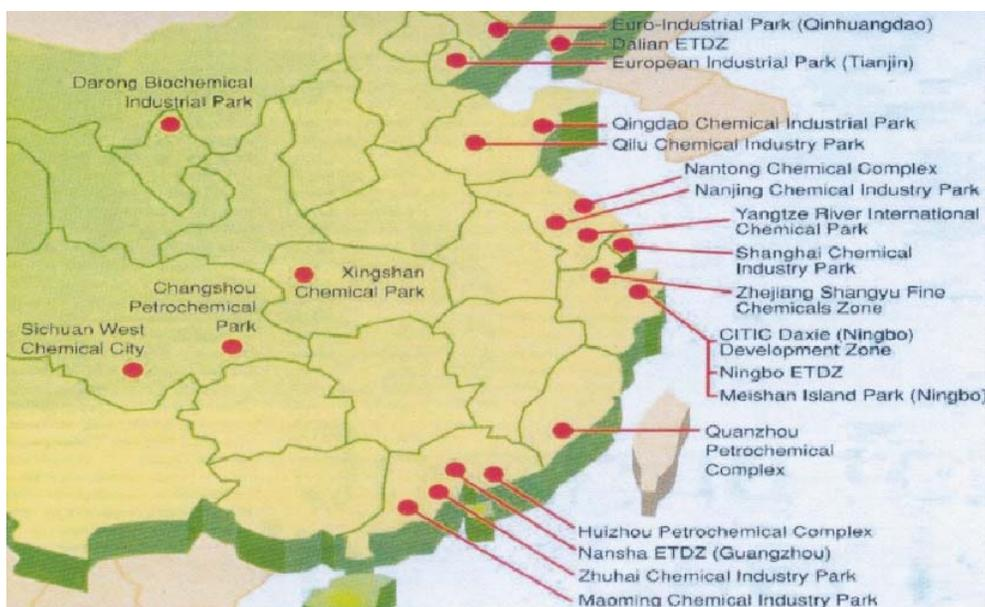 Euro-Industrial Park (Qinhuangdao)
Dalian ETDZ
European Industrial Park (Tianjin)
Darong Biochemical
Industrial Park
Qingdao Chemical Industrial Park
Qilu Chemical Industry Park
Nantong Chemical Complex
Nanjing Chemical Industry Park
Yangtze River International
Chemical Park
Shanghai Chemical
Industry Park
Xingshan
Chemical Park
Changshou
Petrochemical
Park
Zhejiang Shangyu Fine
Chemicals Zone
Sichuan West
Chemical City
CITIC Daxie (Ningbo)
Development Zone
Ningbo ETDZ
Meishan Island Park (Ningbo)
Quanzhou
Petrochemical
Complex
Huizhou Petrochemical Complex
Nansha ETDZ (Guangzhou)
Zhuhai Chemical Industry Park
Maoming Chemical Industry Park